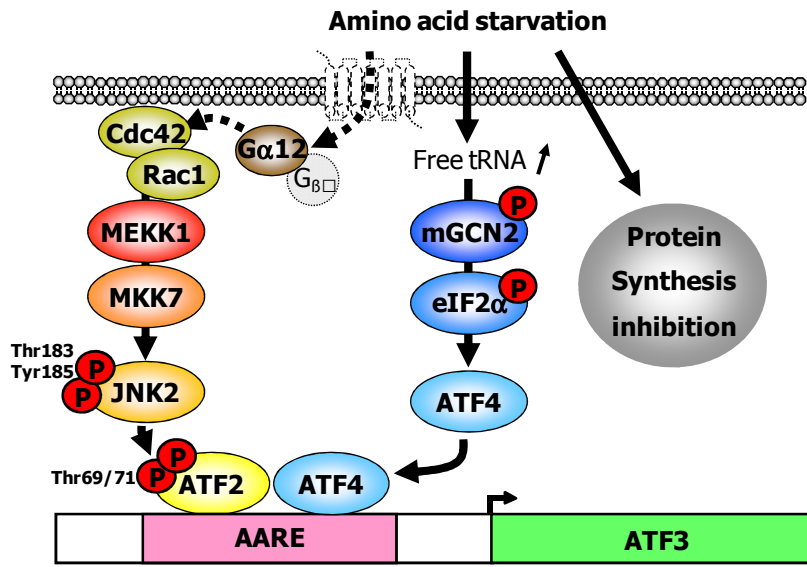 Amino acid starvation
Cdc42
Rac1
Gα12
Gß□
Free tRNA
MEKK1
mGCN2
P
MKK7
eIF2α
P
Protein
Synthesis
inhibition
Thr183
Tyr185
P
P
JNK2
ATF4
Thr69/71
P
P
ATF2
ATF4
AARE
ATF3